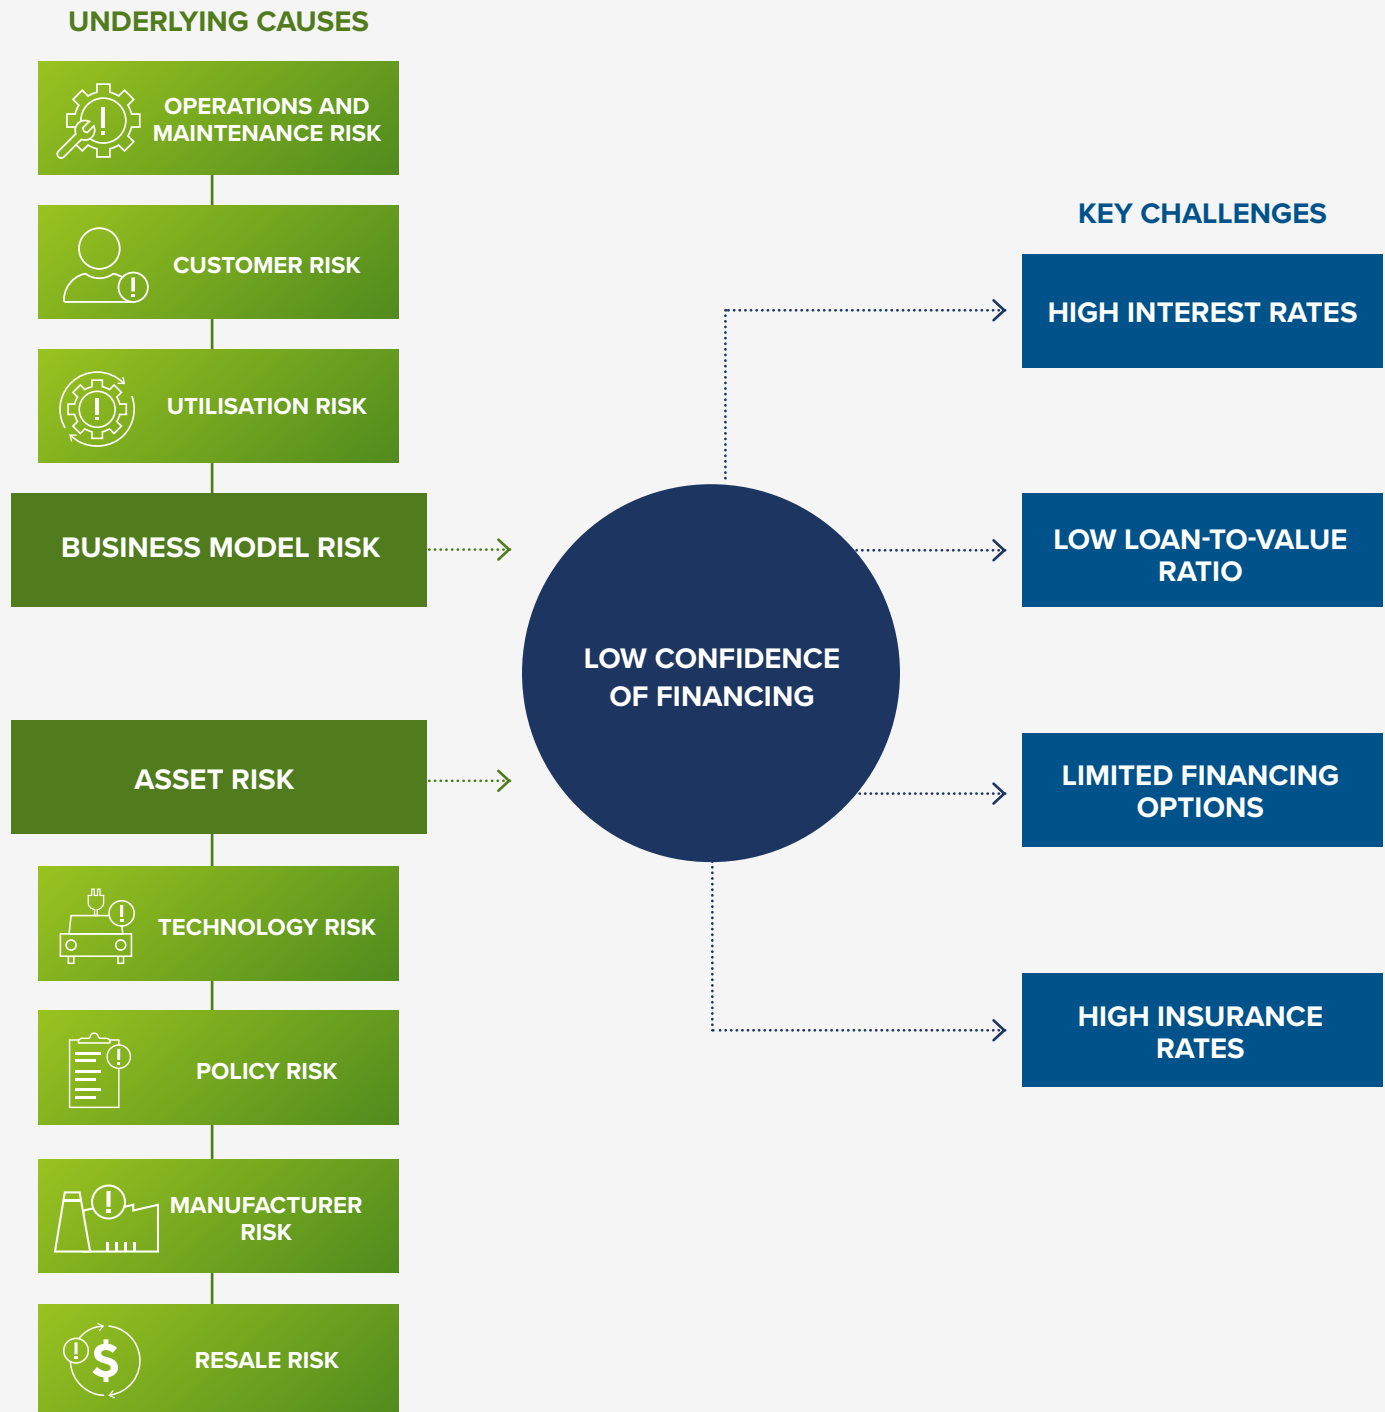 UNDERLYING CAUSES
OPERATIONS AND
MAINTENANCE RISK
CUSTOMER RISK
UTILISATION RISK
BUSINESS MODEL RISK
ASSET RISK
TECHNOLOGY RISK
POLICY RISK
MANUFACTURER
RISK
$
RESALE RISK
LOW CONFIDENCE
OF FINANCING
KEY CHALLENGES
HIGH INTEREST RATES
LOW LOAN-TO-VALUE
RATIO
LIMITED FINANCING
OPTIONS
HIGH INSURANCE
RATES